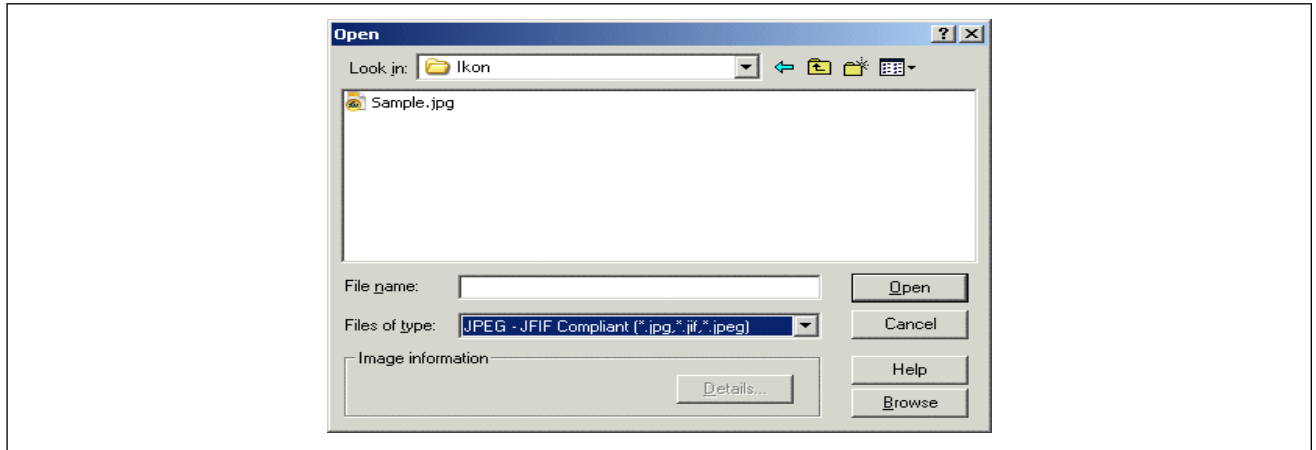 Open
Look in: Ikon
Sample.jpg
File name: Open
Files of type: JPEG - JFIF Compliant (*.jpg,*.jif,*.jpeg) Cancel
Image information
Details...
Help
Browse